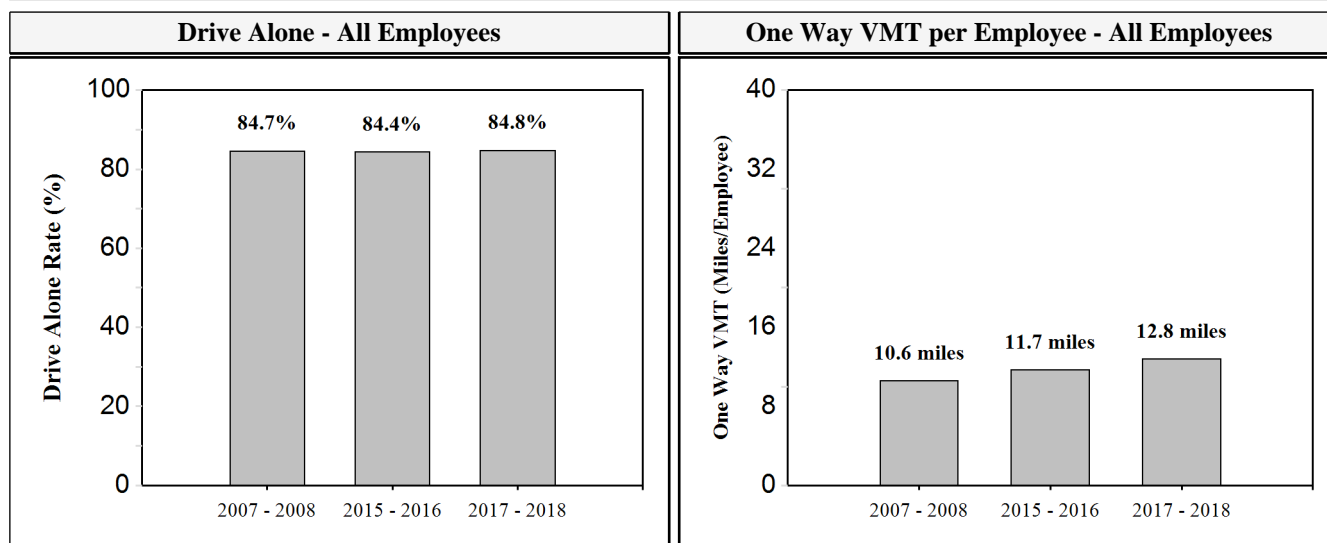 Drive Alone - All Employees
One Way VMT per Employee - All Employees
Drive Alone Rate (%)
100
80
60
40
20
0
84.7%
84.4%
84.8%
2007 - 2008
2015 - 2016
2017 - 2018
One Way VMT (Miles/Employee)
40
32
24
16
8
0
10.6 miles
11.7 miles
12.8 miles
2007 - 2008
2015 - 2016
2017 - 2018